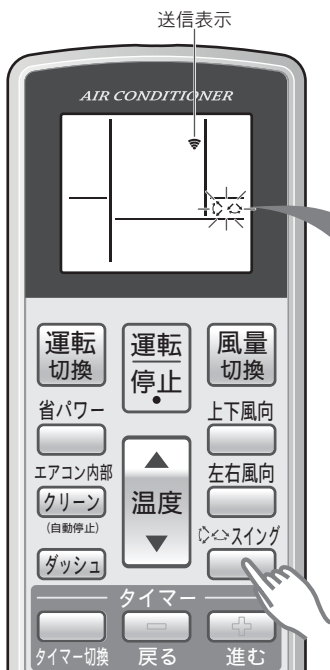 送信表示
AIR CONDITIONER
運転切換
運転停止
風量切換
省パワー
上下風向
エアコン内部
クリーン
(自動停止)
温度
左右風向
スイング
ダッシュ
タイマー
タイマー切換
戻る
進む